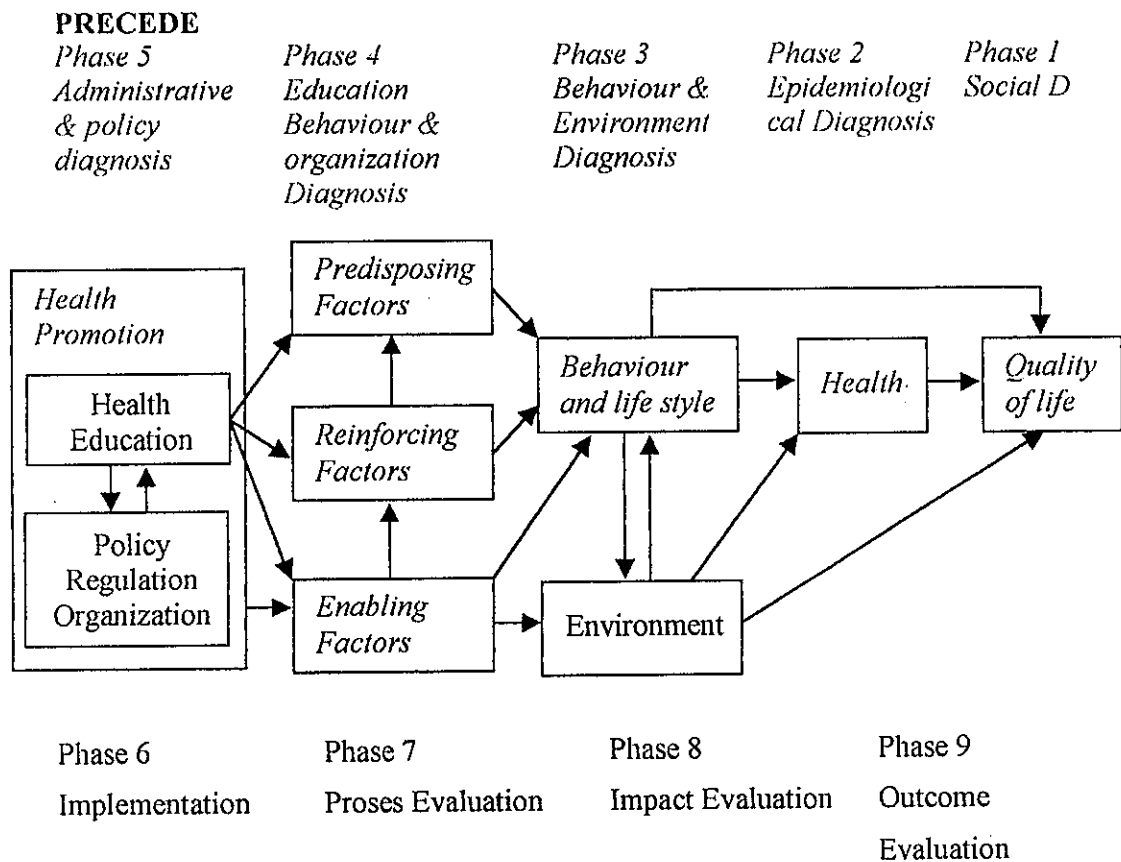 PRECEDE
Phase 5
Administrative
& policy
diagnosis
Phase 4
Education
Behaviour &
organization
Diagnosis
Phase 3
Behaviour &
Environment
Diagnosis
Phase 2
Epidemiologi
cal Diagnosis
Phase 1
Social D
Health
Promotion
Health
Education
Policy
Regulation
Organization
Predisposing
Factors
Reinforcing
Factors
Enabling
Factors
Behaviour
and life style
Environment
Health
Quality
of life
Phase 6
Implementation
Phase 7
Proses Evaluation
Phase 8
Impact Evaluation
Phase 9
Outcome
Evaluation